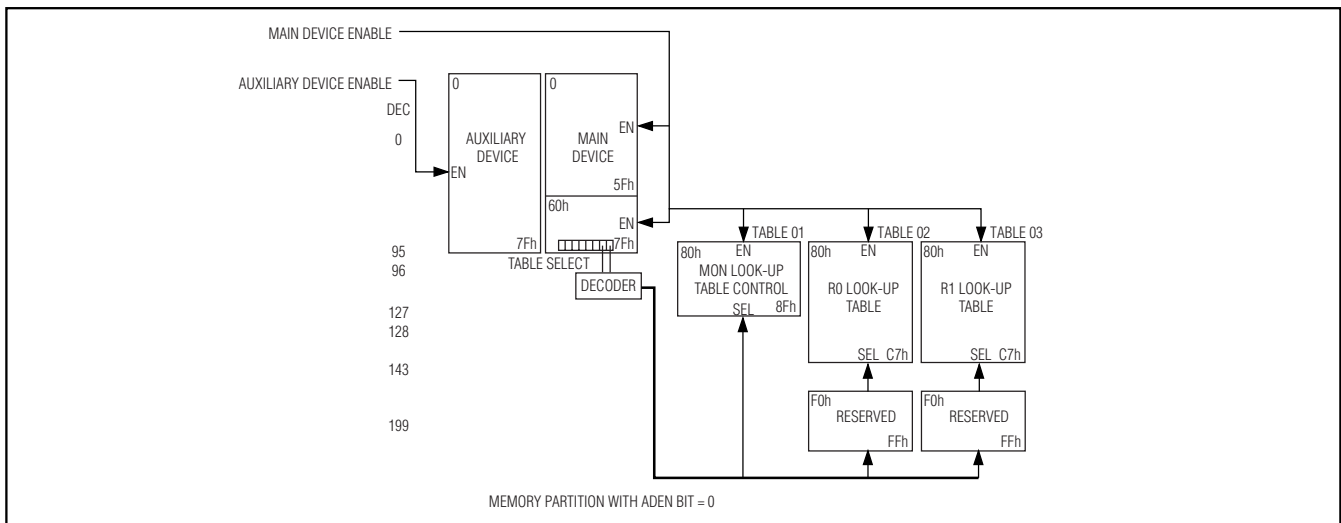 MAIN DEVICE ENABLE
AUXILIARY DEVICE ENABLE
DEC
0
95
96
127
128
143
199
0
AUXILIARY
DEVICE
EN
7Fh
0
EN
MAIN
DEVICE
5Fh
60h
EN
7Fh
TABLE SELECT
DECODER
TABLE 01
80h
EN
MON LOOK-UP
TABLE CONTROL
SEL
8Fh
TABLE 02
80h
EN
R0 LOOK-UP
TABLE
SEL C7h
F0h
RESERVED
FFh
TABLE 03
80h
EN
R1 LOOK-UP
TABLE
SEL C7h
F0h
RESERVED
FFh
MEMORY PARTITION WITH ADEN BIT = 0